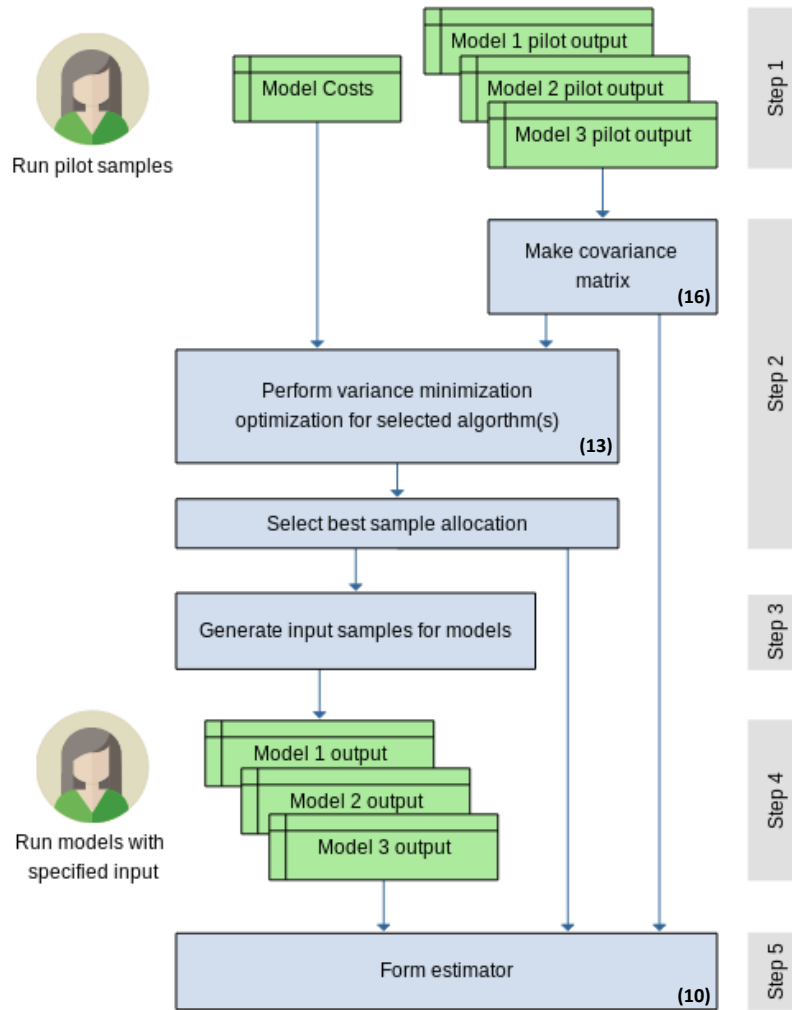 Model 1 pilot output
Model 2 pilot output
Model 3 pilot output
Model Costs
Run pilot samples
Step 1
Make covariance
matrix
(16)
Perform variance minimization
optimization for selected algorthm(s)
(13)
Select best sample allocation
Step 2
Generate input samples for models
Step 3
Model 1 output
Model 2 output
Model 3 output
Run models with
specified input
Step 4
Form estimator
(10)
Step 5